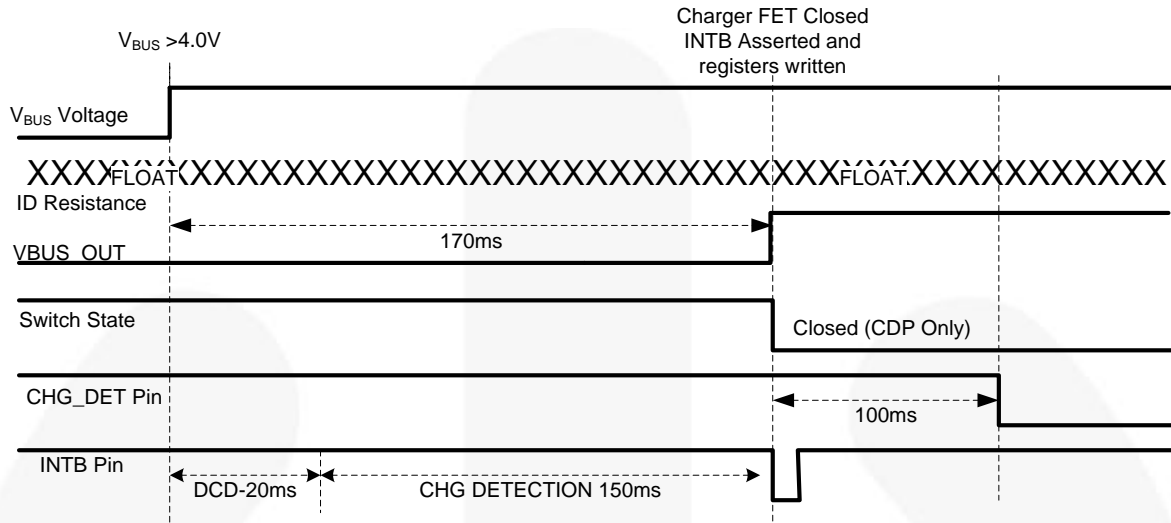 Charger FET Closed
INTB Asserted and
registers written
VBUS >4.0V
VBUS Voltage
XXXXFLOATXXXXXXXXXXXXXXXXXXXXXXXXXXXXXXXXXXXFLOATXXXXXXXXXXXXX
ID Resistance
170ms
VBUS_OUT
Switch State
Closed (CDP Only)
CHG_DET Pin
100ms
INTB Pin
DCD-20ms
CHG DETECTION 150ms